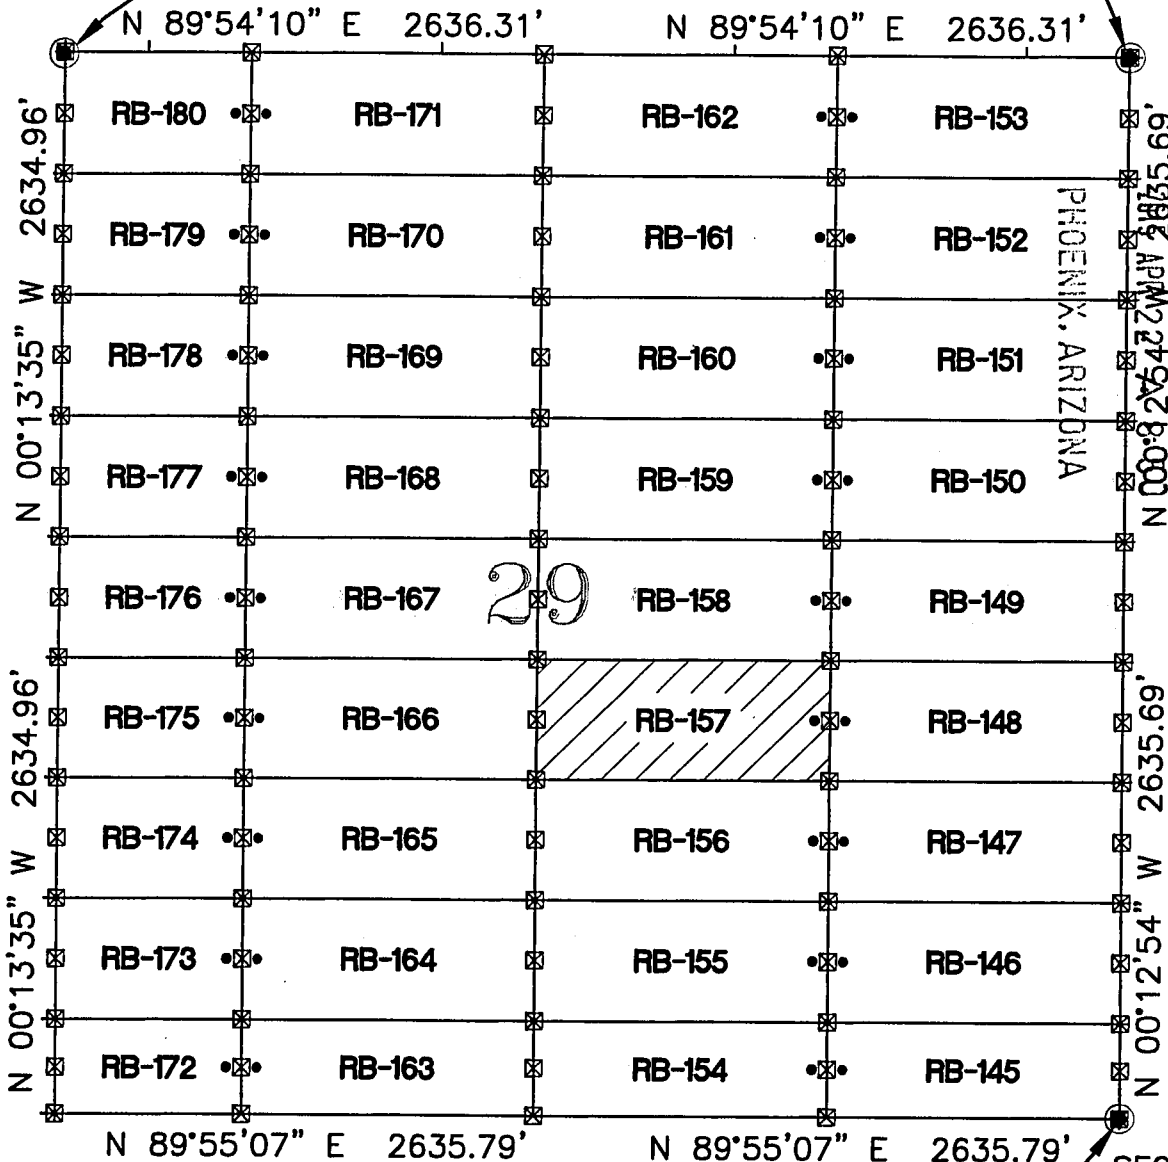 N 89°54'10" E 2636.31' N 89°54'10" E 2636.31'
RB-180 RB-171 RB-162 RB-153
RB-179 RB-170 RB-161 RB-152
RB-178 RB-169 RB-160 RB-151
RB-177 RB-168 RB-159 RB-150
RB-176 RB-167 29 RB-158 RB-149
RB-175 RB-166 RB-157 RB-148
RB-174 RB-165 RB-156 RB-147
RB-173 RB-164 RB-155 RB-146
RB-172 RB-163 RB-154 RB-145
N 89°55'07" E 2635.79' N 89°55'07" E 2635.79'
N 00°13'35" W 2634.96'
N 00°13'35" W 2634.96'
N 00°12'54" W 2635.69'
N 00°12'54" W 2635.69'
PHOENIX, ARIZONA